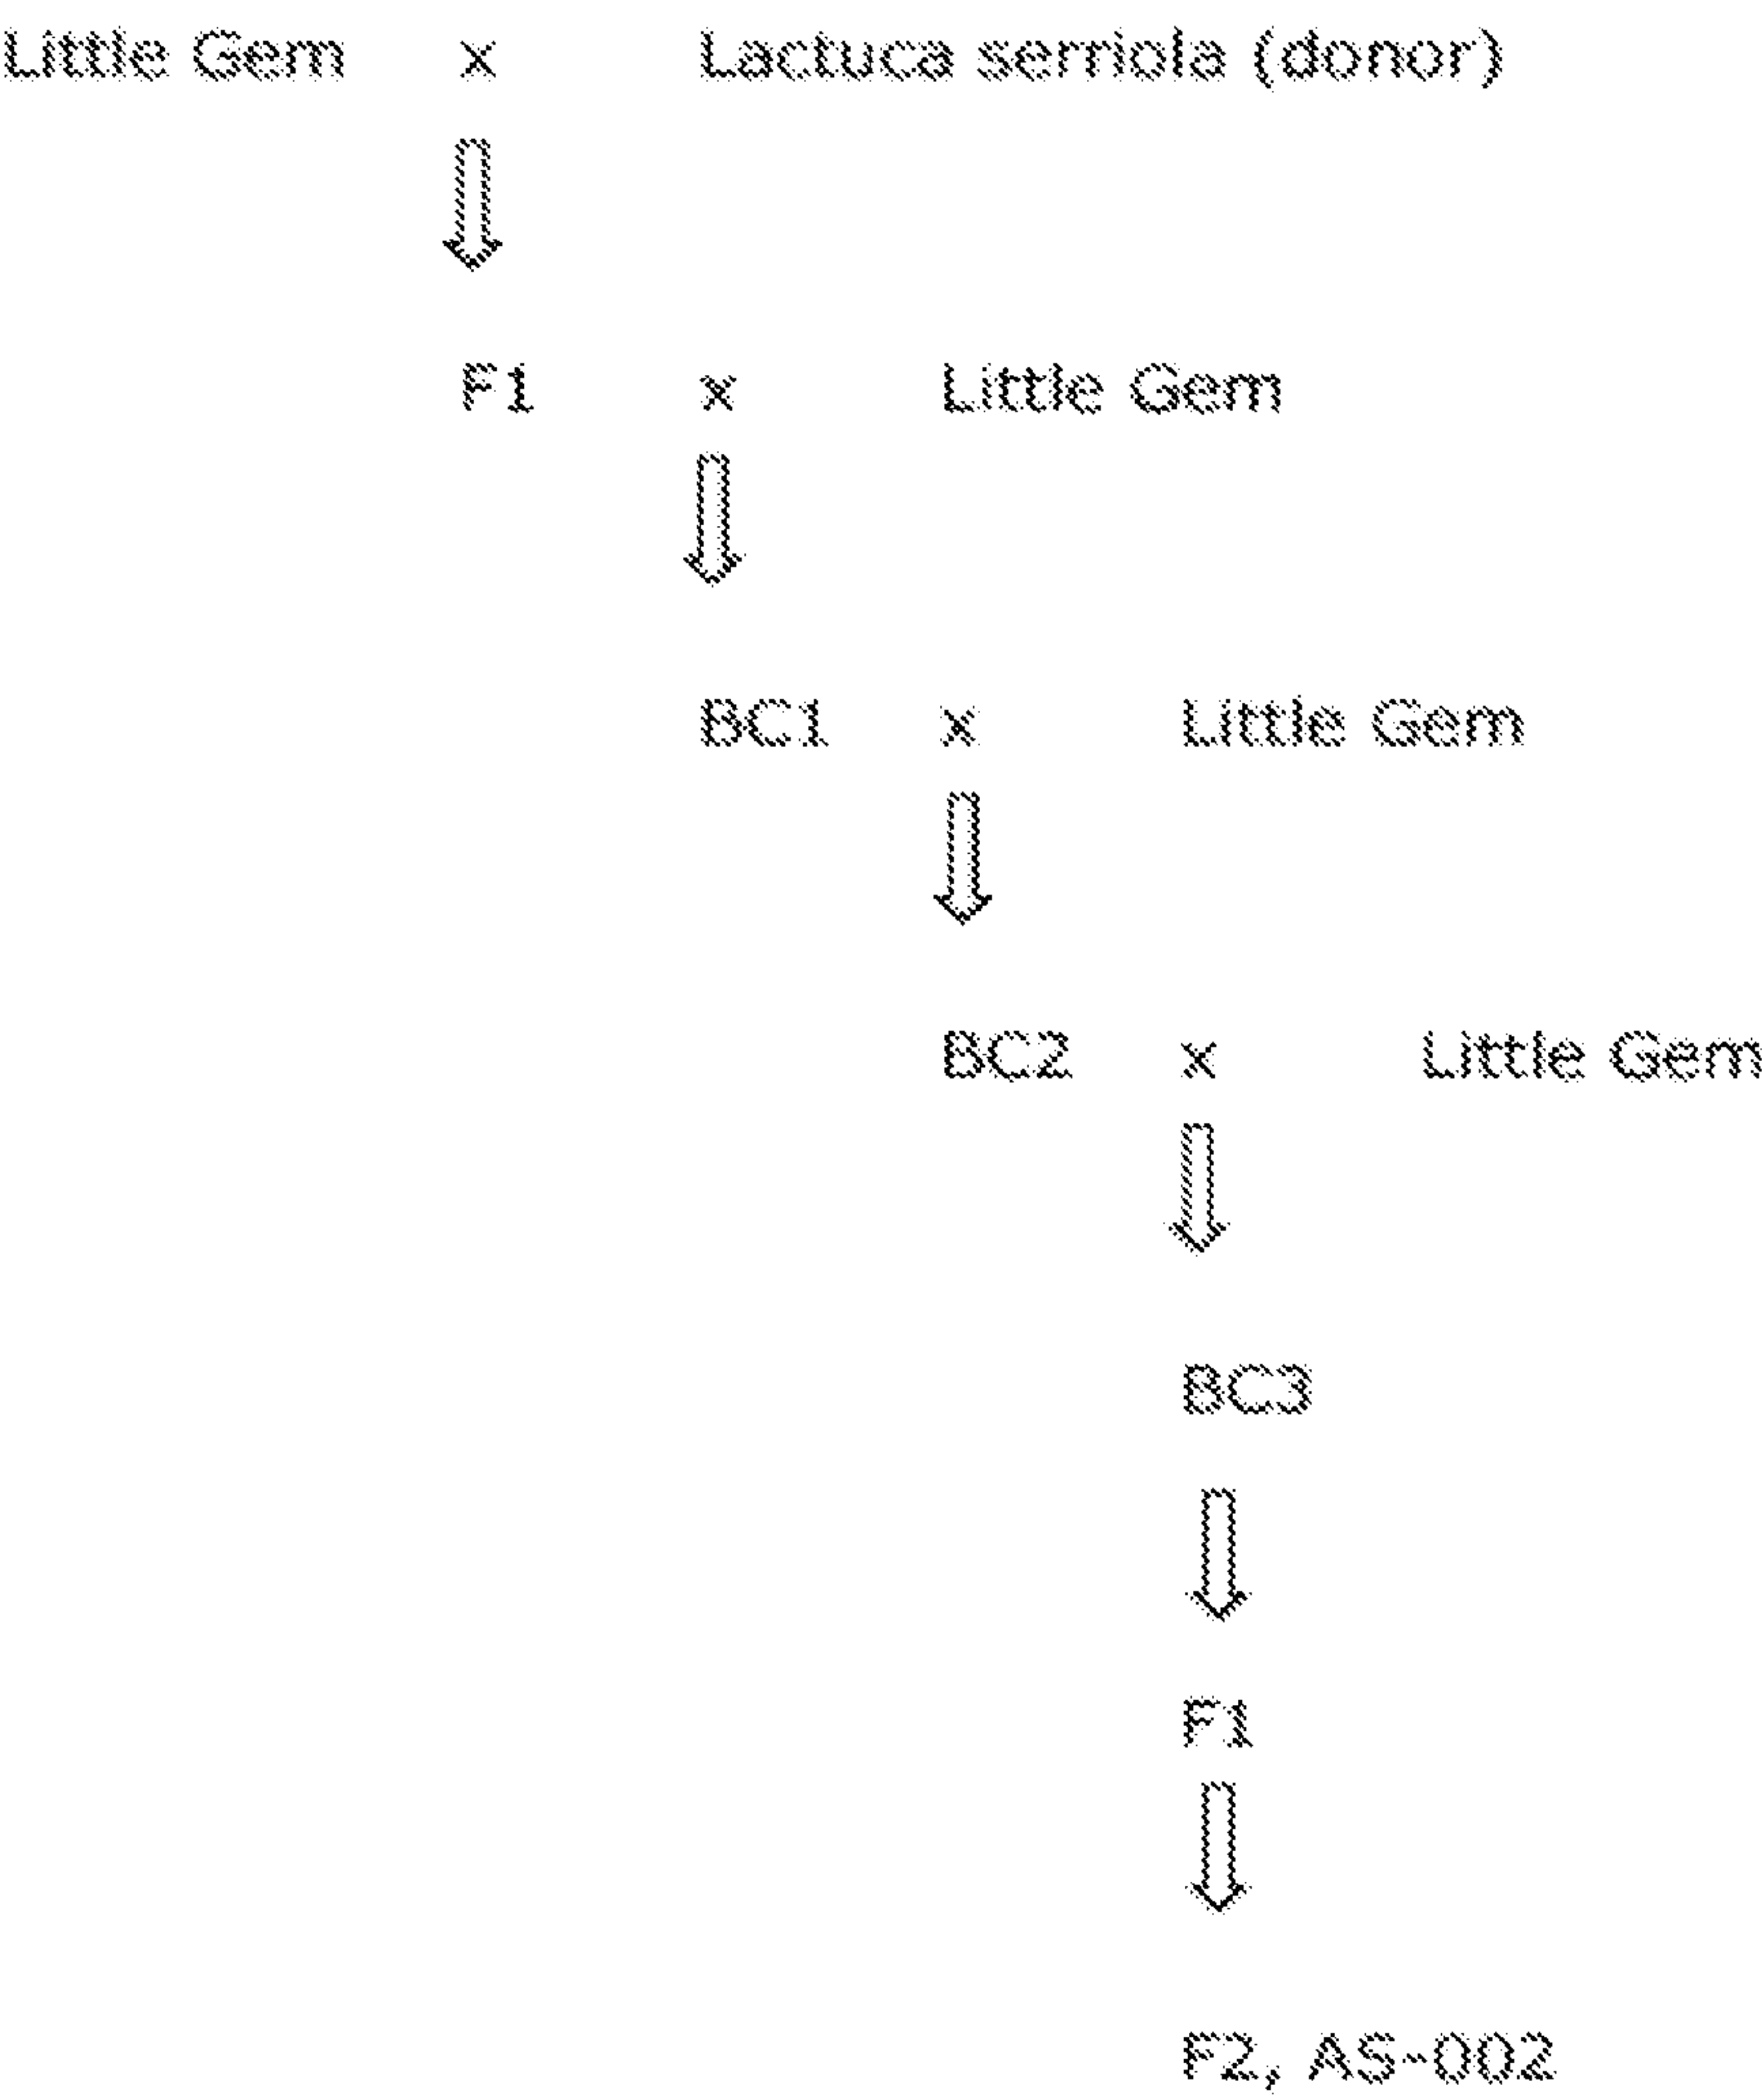 Little Gem x Lactuca serriola (donor)
F1 x Little Gem
BC1 x Little Gem
BC2 x Little Gem
BC3
F1
F2, AS-002